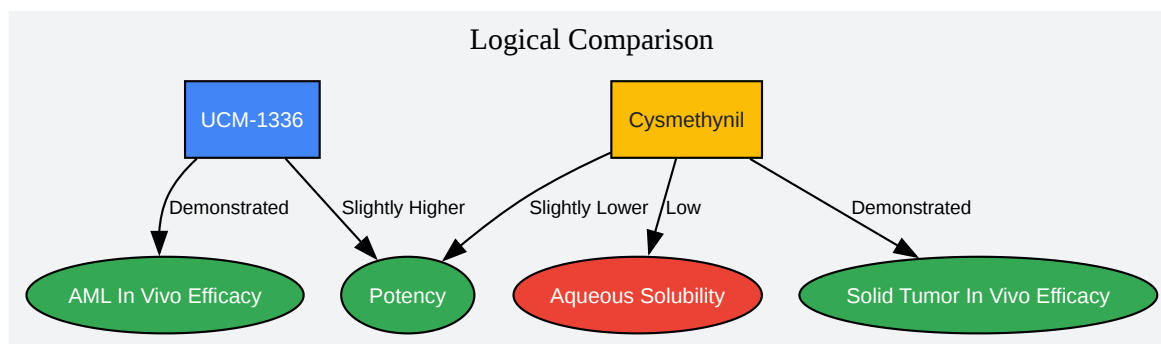 Logical Comparison
UCM-1336
Cysmethynil
Demonstrated
Slightly Higher
Slightly Lower
Low
Demonstrated
AML In Vivo Efficacy
Potency
Aqueous Solubility
Solid Tumor In Vivo Efficacy